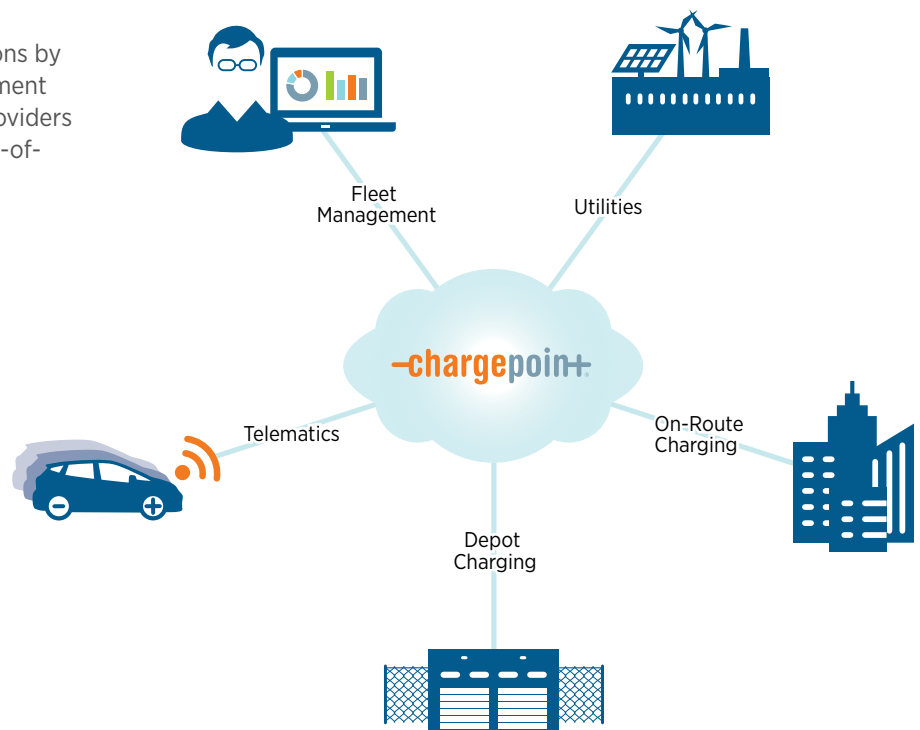 ons by
ment
oviders
-of-
Fleet
Management
Utilities
chargepoint®
Telematics
On-Route
Charging
Depot
Charging